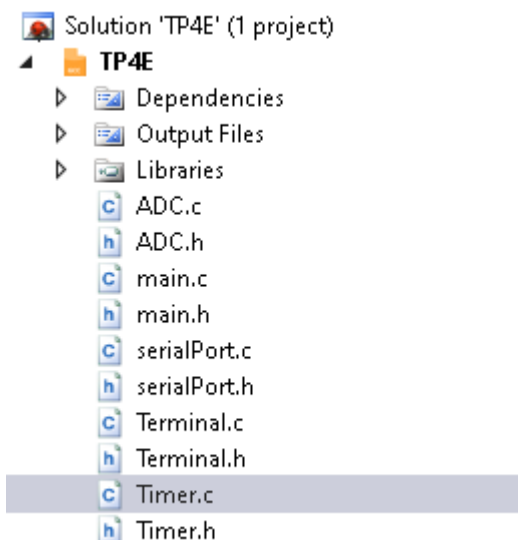 Solution 'TP4E' (1 project)
TP4E
Dependencies
Output Files
Libraries
c ADC.c
h ADC.h
c main.c
h main.h
c serialPort.c
h serialPort.h
c Terminal.c
h Terminal.h
c Timer.c
h Timer.h